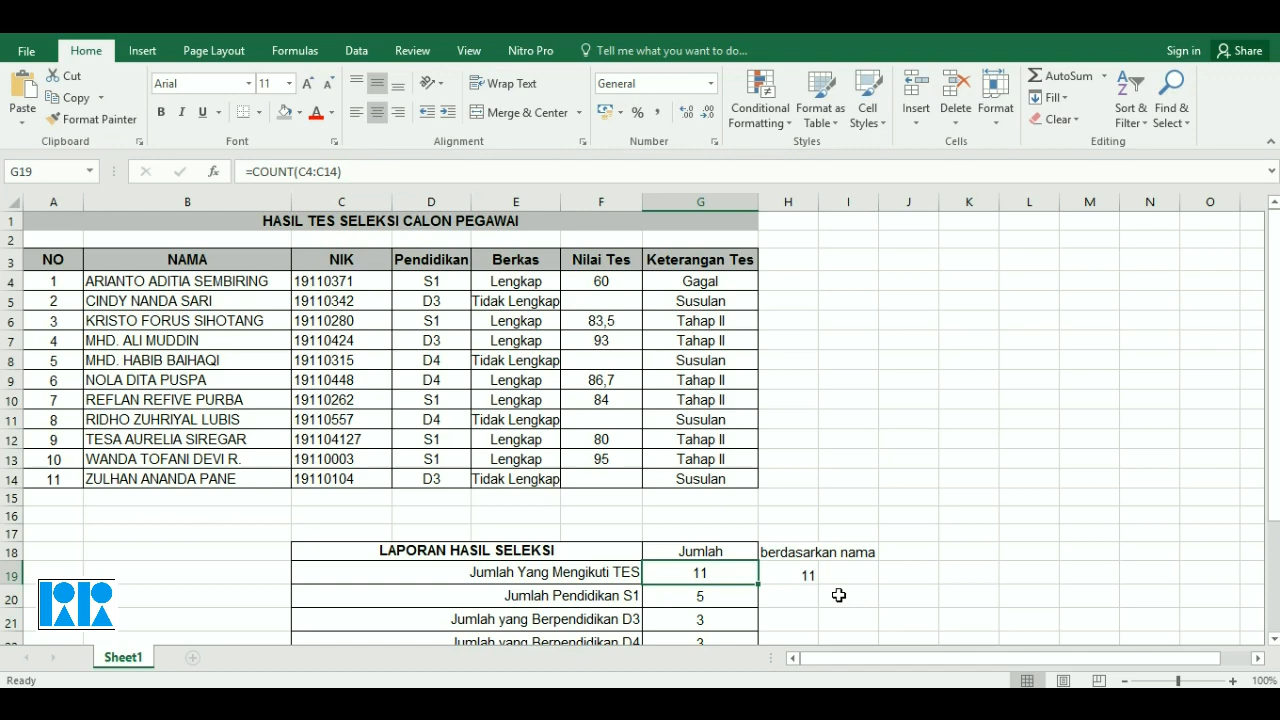 File Home Insert Page Layout Formulas Data Review View Nitro Pro Tell me what you want to do... Sign in Share
Paste Cut Copy Format Painter Clipboard
Arial 11 A A B I U A Font
Wrap Text Merge & Center Alignment
General % , Number
Conditional Formatting Format as Table Cell Styles Styles
Insert Delete Format Cells
AutoSum Fill Clear Sort & Filter Find & Select Editing
G19 fx =COUNT(C4:C14)
A B C D E F G H I J K L M N O
1 HASIL TES SELEKSI CALON PEGAWAI
2
3 NO NAMA NIK Pendidikan Berkas Nilai Tes Keterangan Tes
4 1 ARIANTO ADITIA SEMBIRING 19110371 S1 Lengkap 60 Gagal
5 2 CINDY NANDA SARI 19110342 D3 Tidak Lengkap Susulan
6 3 KRISTO FORUS SIHOTANG 19110280 S1 Lengkap 83,5 Tahap II
7 4 MHD. ALI MUDDIN 19110424 D3 Lengkap 93 Tahap II
8 5 MHD. HABIB BAIHAQI 19110315 D4 Tidak Lengkap Susulan
9 6 NOLA DITA PUSPA 19110448 D4 Lengkap 86,7 Tahap II
10 7 REFLAN REFIVE PURBA 19110262 S1 Lengkap 84 Tahap II
11 8 RIDHO ZUHRIYAL LUBIS 19110557 D4 Tidak Lengkap Susulan
12 9 TESA AURELIA SIREGAR 191104127 S1 Lengkap 80 Tahap II
13 10 WANDA TOFANI DEVI R. 19110003 S1 Lengkap 95 Tahap II
14 11 ZULHAN ANANDA PANE 19110104 D3 Tidak Lengkap Susulan
15
16
17
18 LAPORAN HASIL SELEKSI Jumlah berdasarkan nama
19 Jumlah Yang Mengikuti TES 11 11
20 Jumlah Pendidikan S1 5
21 Jumlah yang Berpendidikan D3 3
22 Jumlah yang Berpendidikan D4 3
Sheet1
Ready 100%